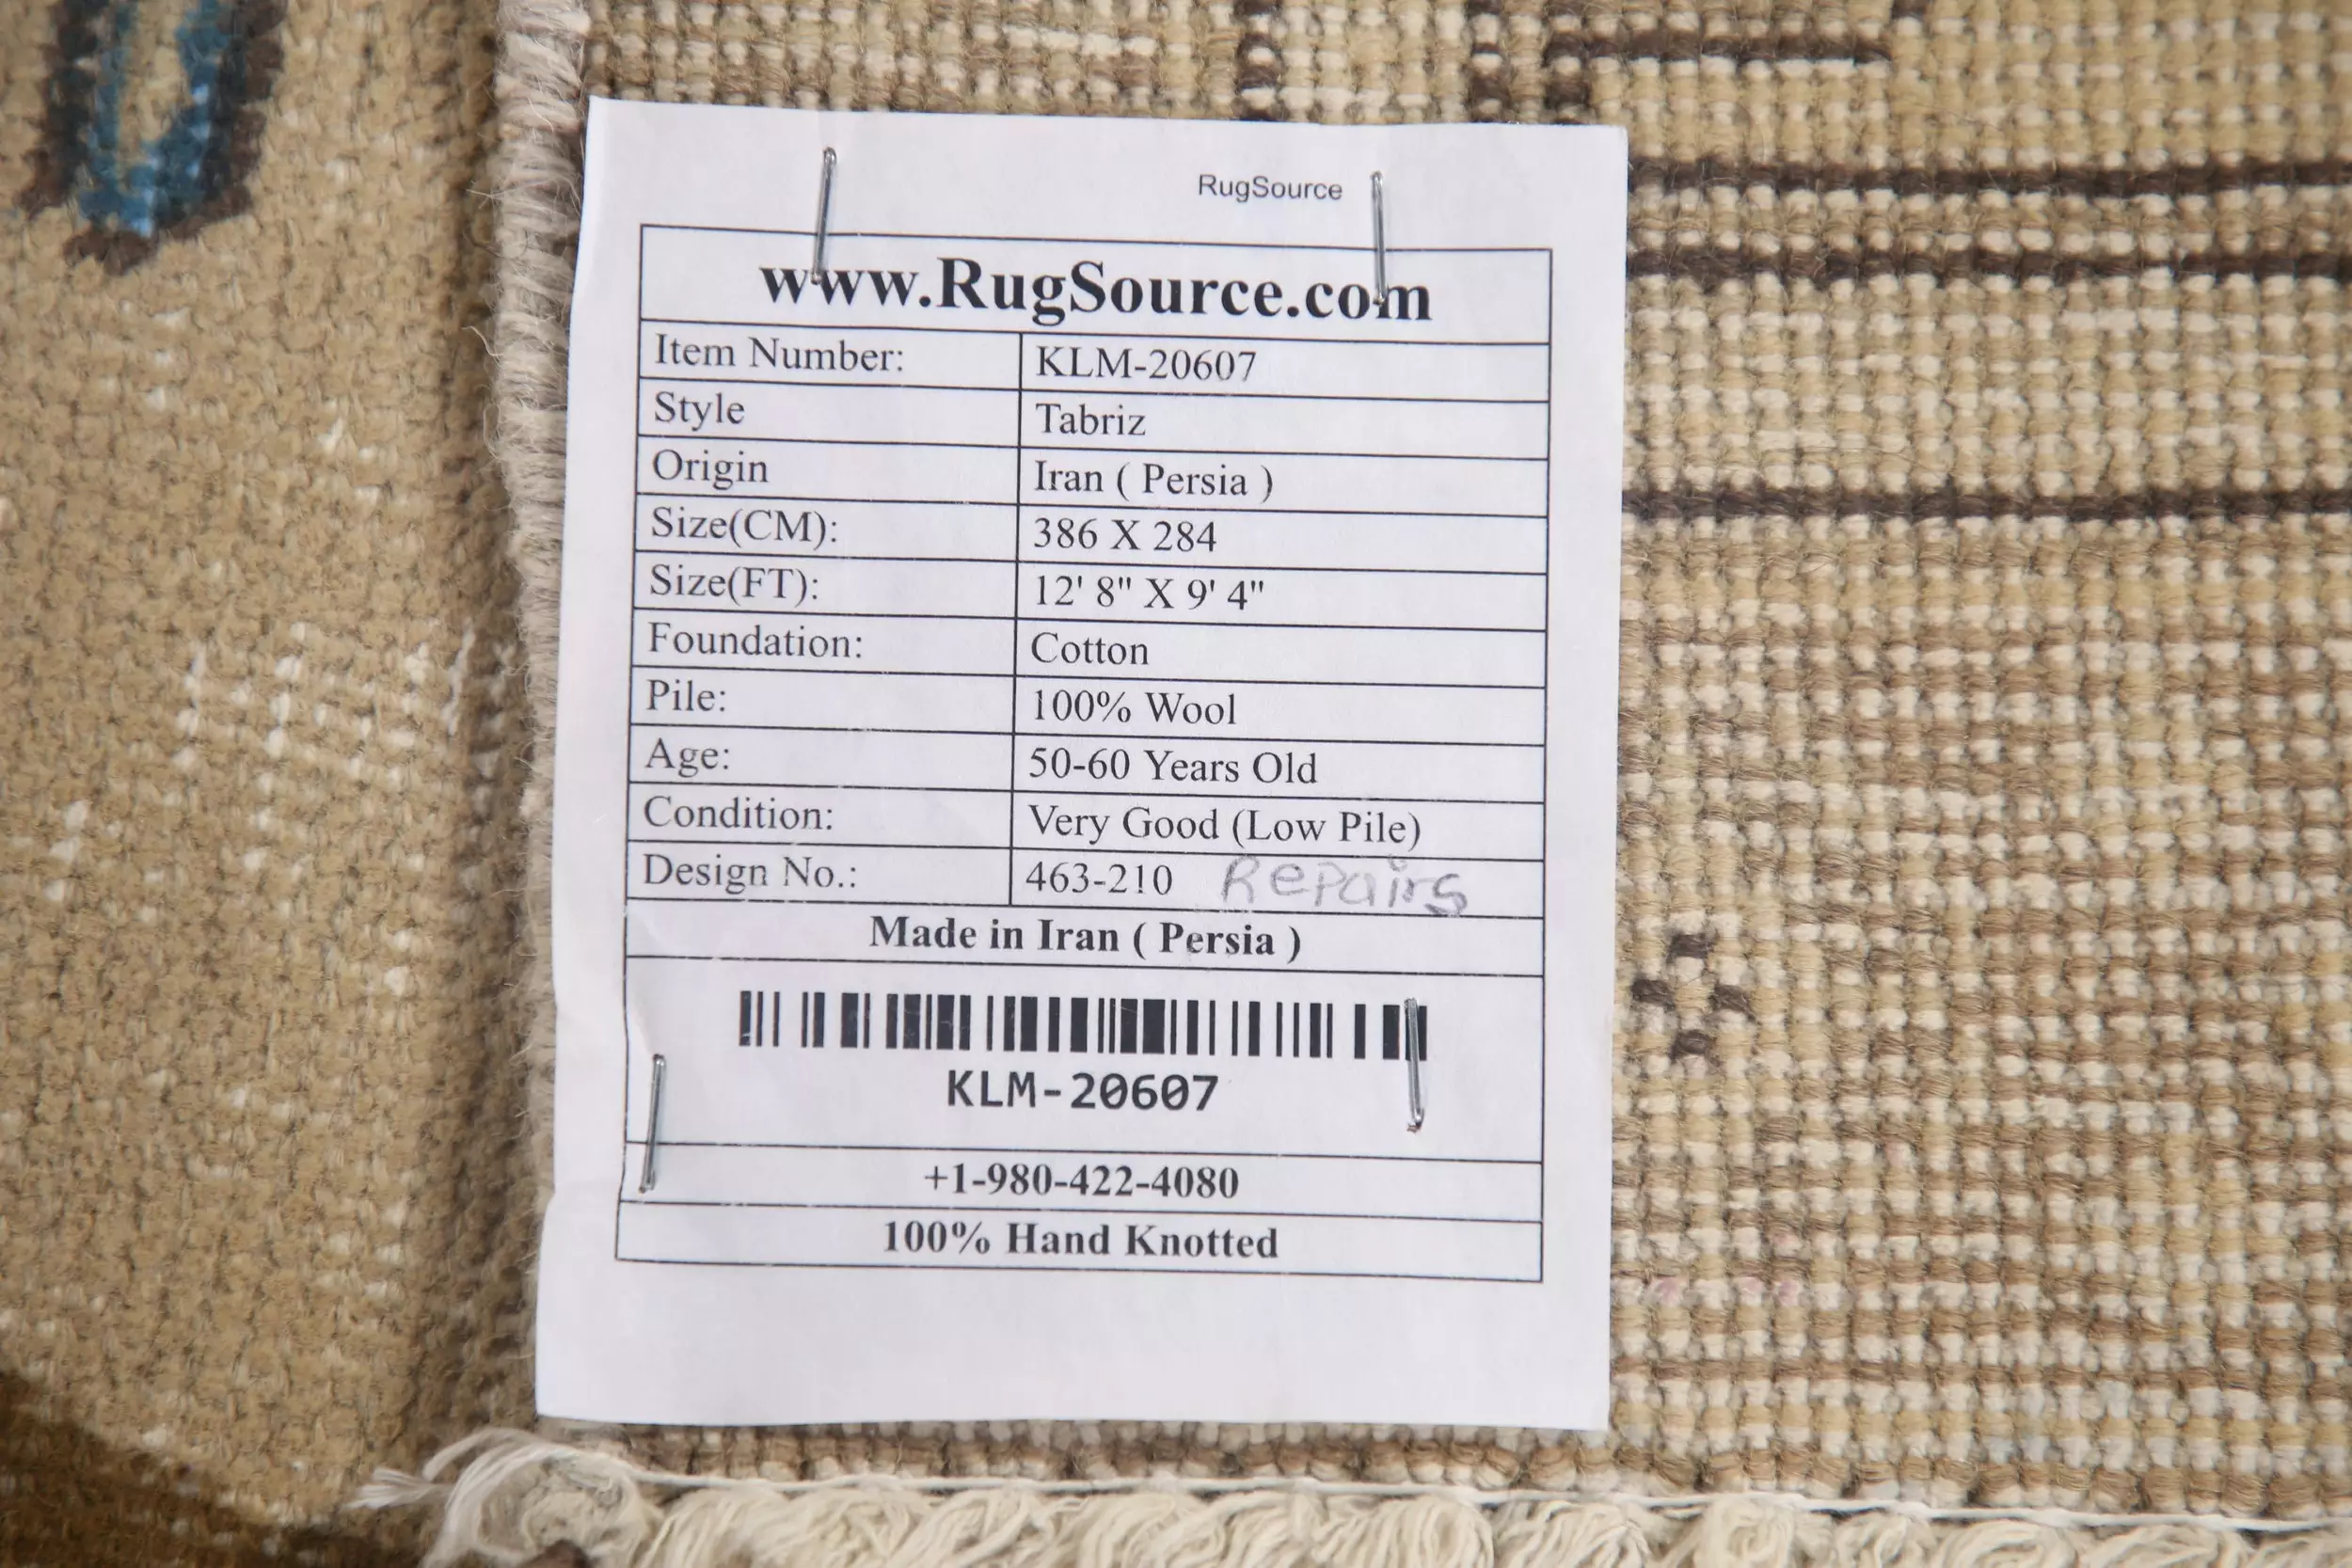 RugSource
www.RugSource.com
Item Number: KLM-20607
Style Tabriz
Origin Iran ( Persia )
Size(CM): 386 X 284
Size(FT): 12' 8" X 9' 4"
Foundation: Cotton
Pile: 100% Wool
Age: 50-60 Years Old
Condition: Very Good (Low Pile)
Design No.: 463-210 Repairs
Made in Iran ( Persia )
KLM-20607
+1-980-422-4080
100% Hand Knotted